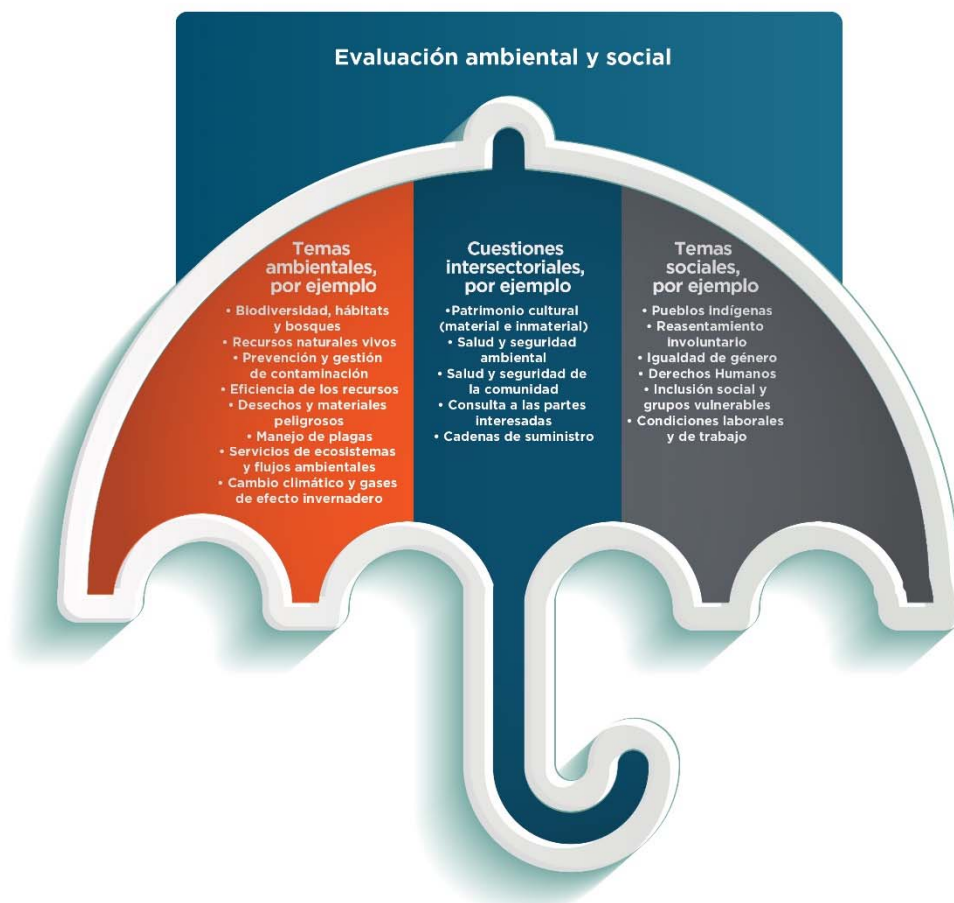 Evaluación ambiental y social
Temas
ambientales,
por ejemplo
• Biodiversidad, hábitats
y bosques
• Recursos naturales vivos
• Prevención y gestión
de contaminación
• Eficiencia de los recursos
• Desechos y materiales
peligrosos
• Manejo de plagas
• Servicios de ecosistemas
y flujos ambientales
• Cambio climático y gases
de efecto invernadero
Cuestiones
intersectoriales,
por ejemplo
•Patrimonio cultural
(material e inmaterial)
• Salud y seguridad
ambiental
• Salud y seguridad de
la comunidad
• Consulta a las partes
interesadas
• Cadenas de suministro
Temas
sociales,
por ejemplo
• Pueblos Indígenas
• Reasentamiento
involuntario
• Igualdad de género
• Derechos Humanos
• Inclusión social y
grupos vulnerables
• Condiciones laborales
y de trabajo